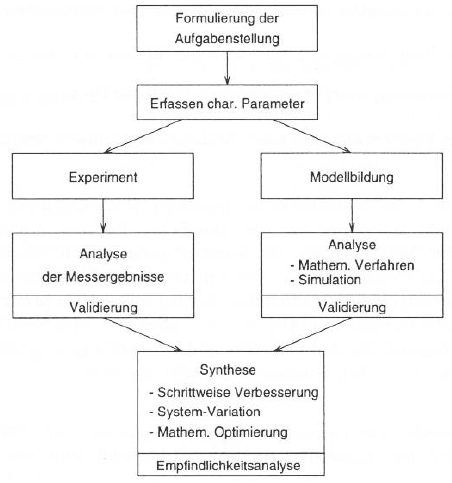 Formulierung der
Aufgabenstellung
Erfassen char. Parameter
Experiment
Modellbildung
Analyse
der Messergebnisse
Validierung
Analyse
- Mathem. Verfahren
- Simulation
Validierung
Synthese
- Schrittweise Verbesserung
- System-Variation
- Mathem. Optimierung
Empfindlichkeitsanalyse